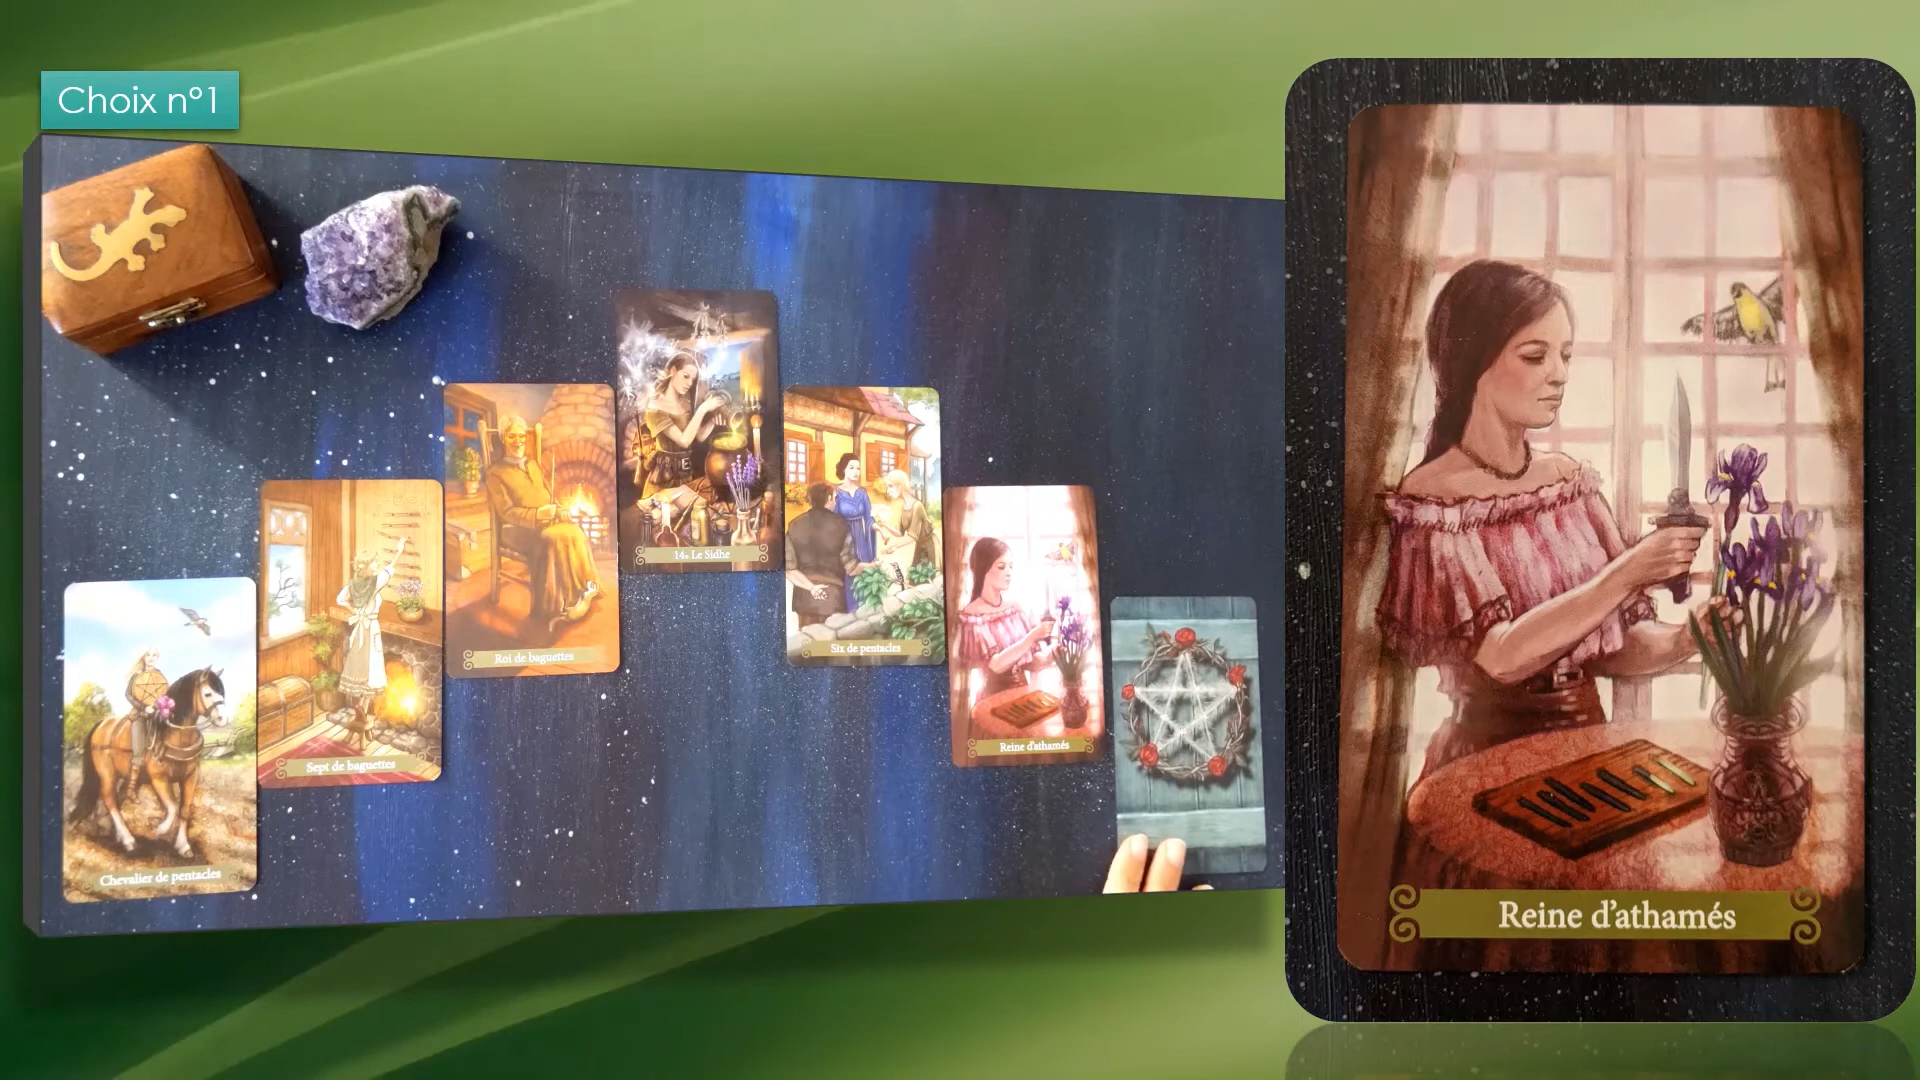 Choix n°1
Chevalier de pentacles
Sept de baguettes
Roi de baguettes
14. Le Sidhe
Six de pentacles
Reine d'athamés
Reine d'athamés